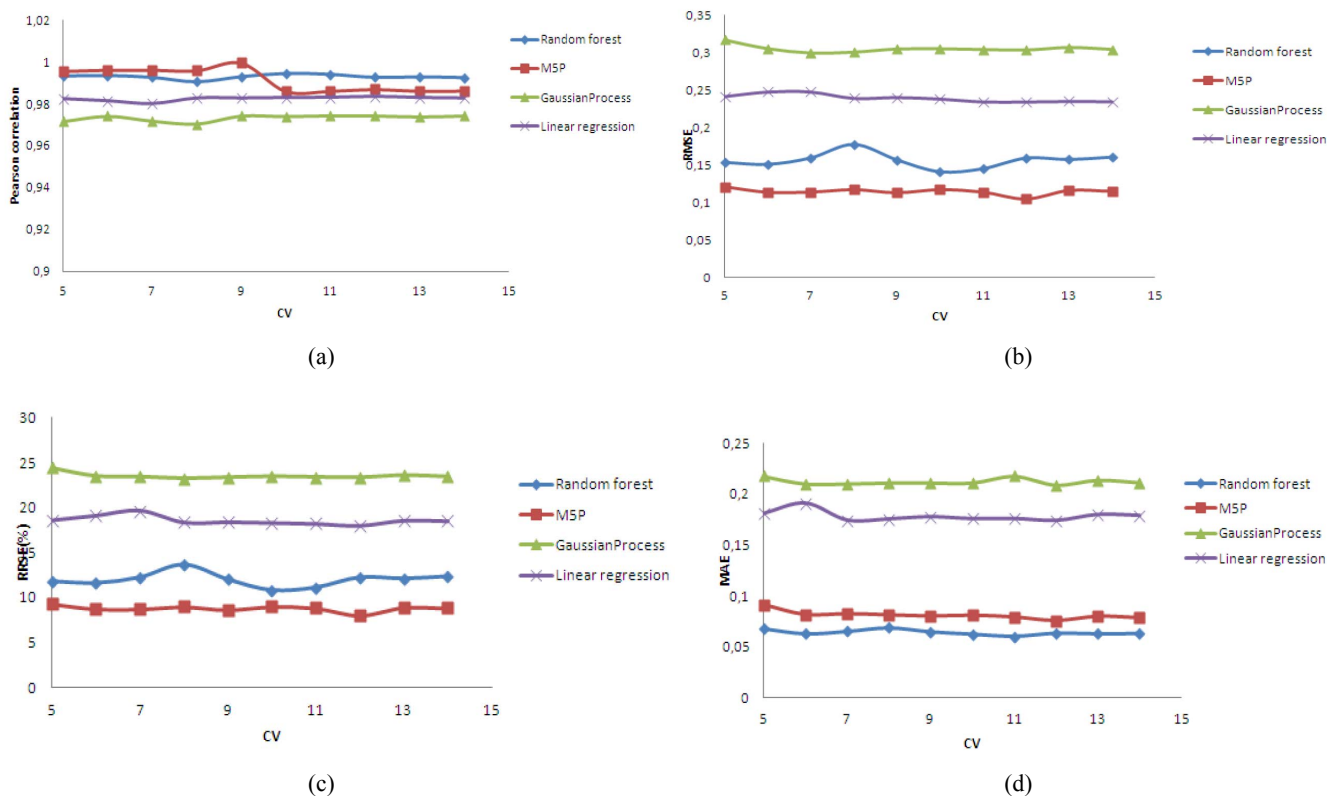 1,02
1
0,98
0,96
0,94
0,92
0,9
Pearson correlation
5 7 9 11 13 15
CV
Random forest
M5P
GaussianProcess
Linear regression
(a)
0,35
0,3
0,25
0,2
0,15
0,1
0,05
0
RMSE
5 7 9 11 13 15
CV
Random forest
M5P
GaussianProcess
Linear regression
(b)
30
25
20
15
10
5
0
RRSE(%)
5 7 9 11 13 15
CV
Random forest
M5P
GaussianProcess
Linear regression
(c)
0,25
0,2
0,15
0,1
0,05
0
MAE
5 7 9 11 13 15
CV
Random forest
M5P
GaussianProcess
Linear regression
(d)